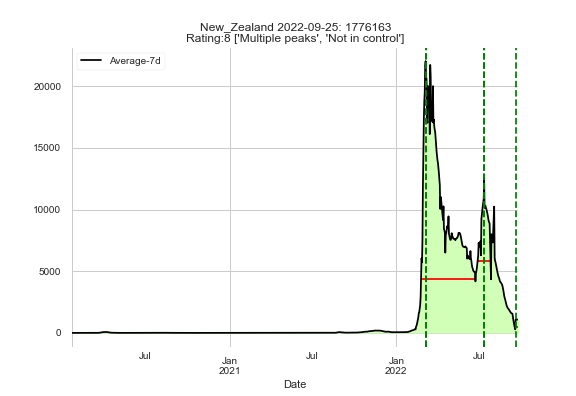 New_Zealand 2022-09-25: 1776163
Rating:8 ['Multiple peaks', 'Not in control']
Average-7d
20000
15000
10000
5000
0
Jul
Jan
2021
Jul
Jan
2022
Jul
Date